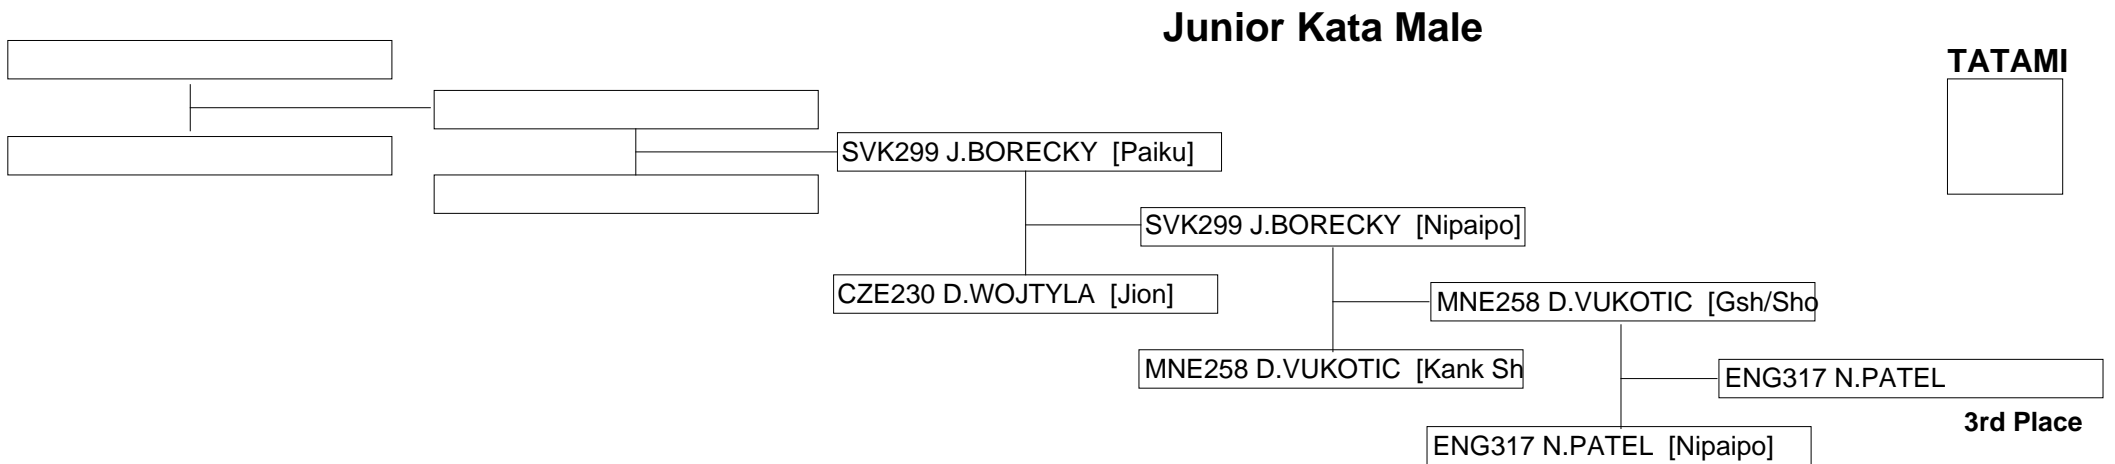 Junior Kata Male
TATAMI
SVK299 J.BORECKY [Paiku]
SVK299 J.BORECKY [Nipaipo]
CZE230 D.WOJTYLA [Jion]
MNE258 D.VUKOTIC [Gsh/Sho
MNE258 D.VUKOTIC [Kank Sh
ENG317 N.PATEL
3rd Place
ENG317 N.PATEL [Nipaipo]